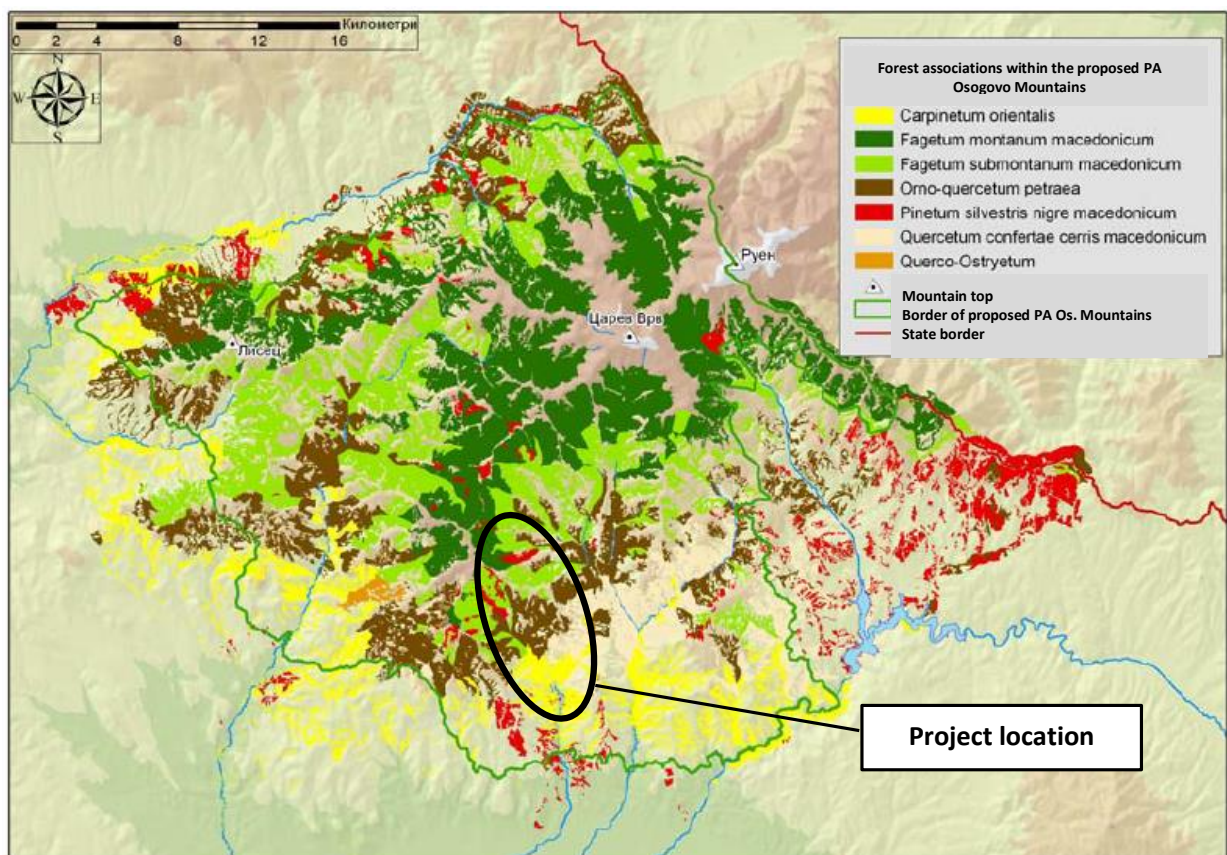 Километри
0 2 4 8 12 16
N
W E
S
Forest associations within the proposed PA
Osogovo Mountains
Carpinetum orientalis
Fagetum montanum macedonicum
Fagetum submontanum macedonicum
Orno-quercetum petraea
Pinetum silvestris nigre macedonicum
Quercetum confertae cerris macedonicum
Querco-Ostryetum
Mountain top
Border of proposed PA Os. Mountains
State border
Руен
Царев Врв
Лисец
Project location